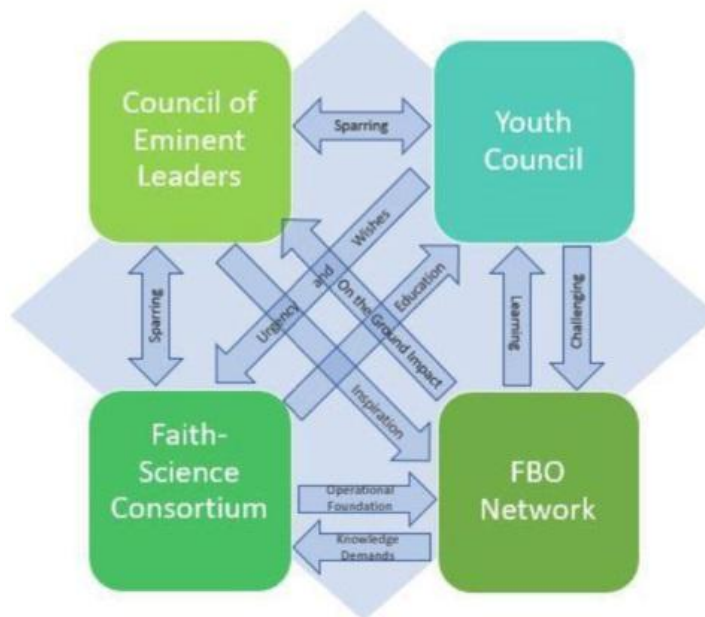 Council of
Eminent
Leaders
Sparring
Youth
Council
Sparring
Urgency and Wishes
On the Ground Impact
Education
Inspiration
Learning
Challenging
Faith-
Science
Consortium
Operational
Foundation
Knowledge
Demands
FBO
Network